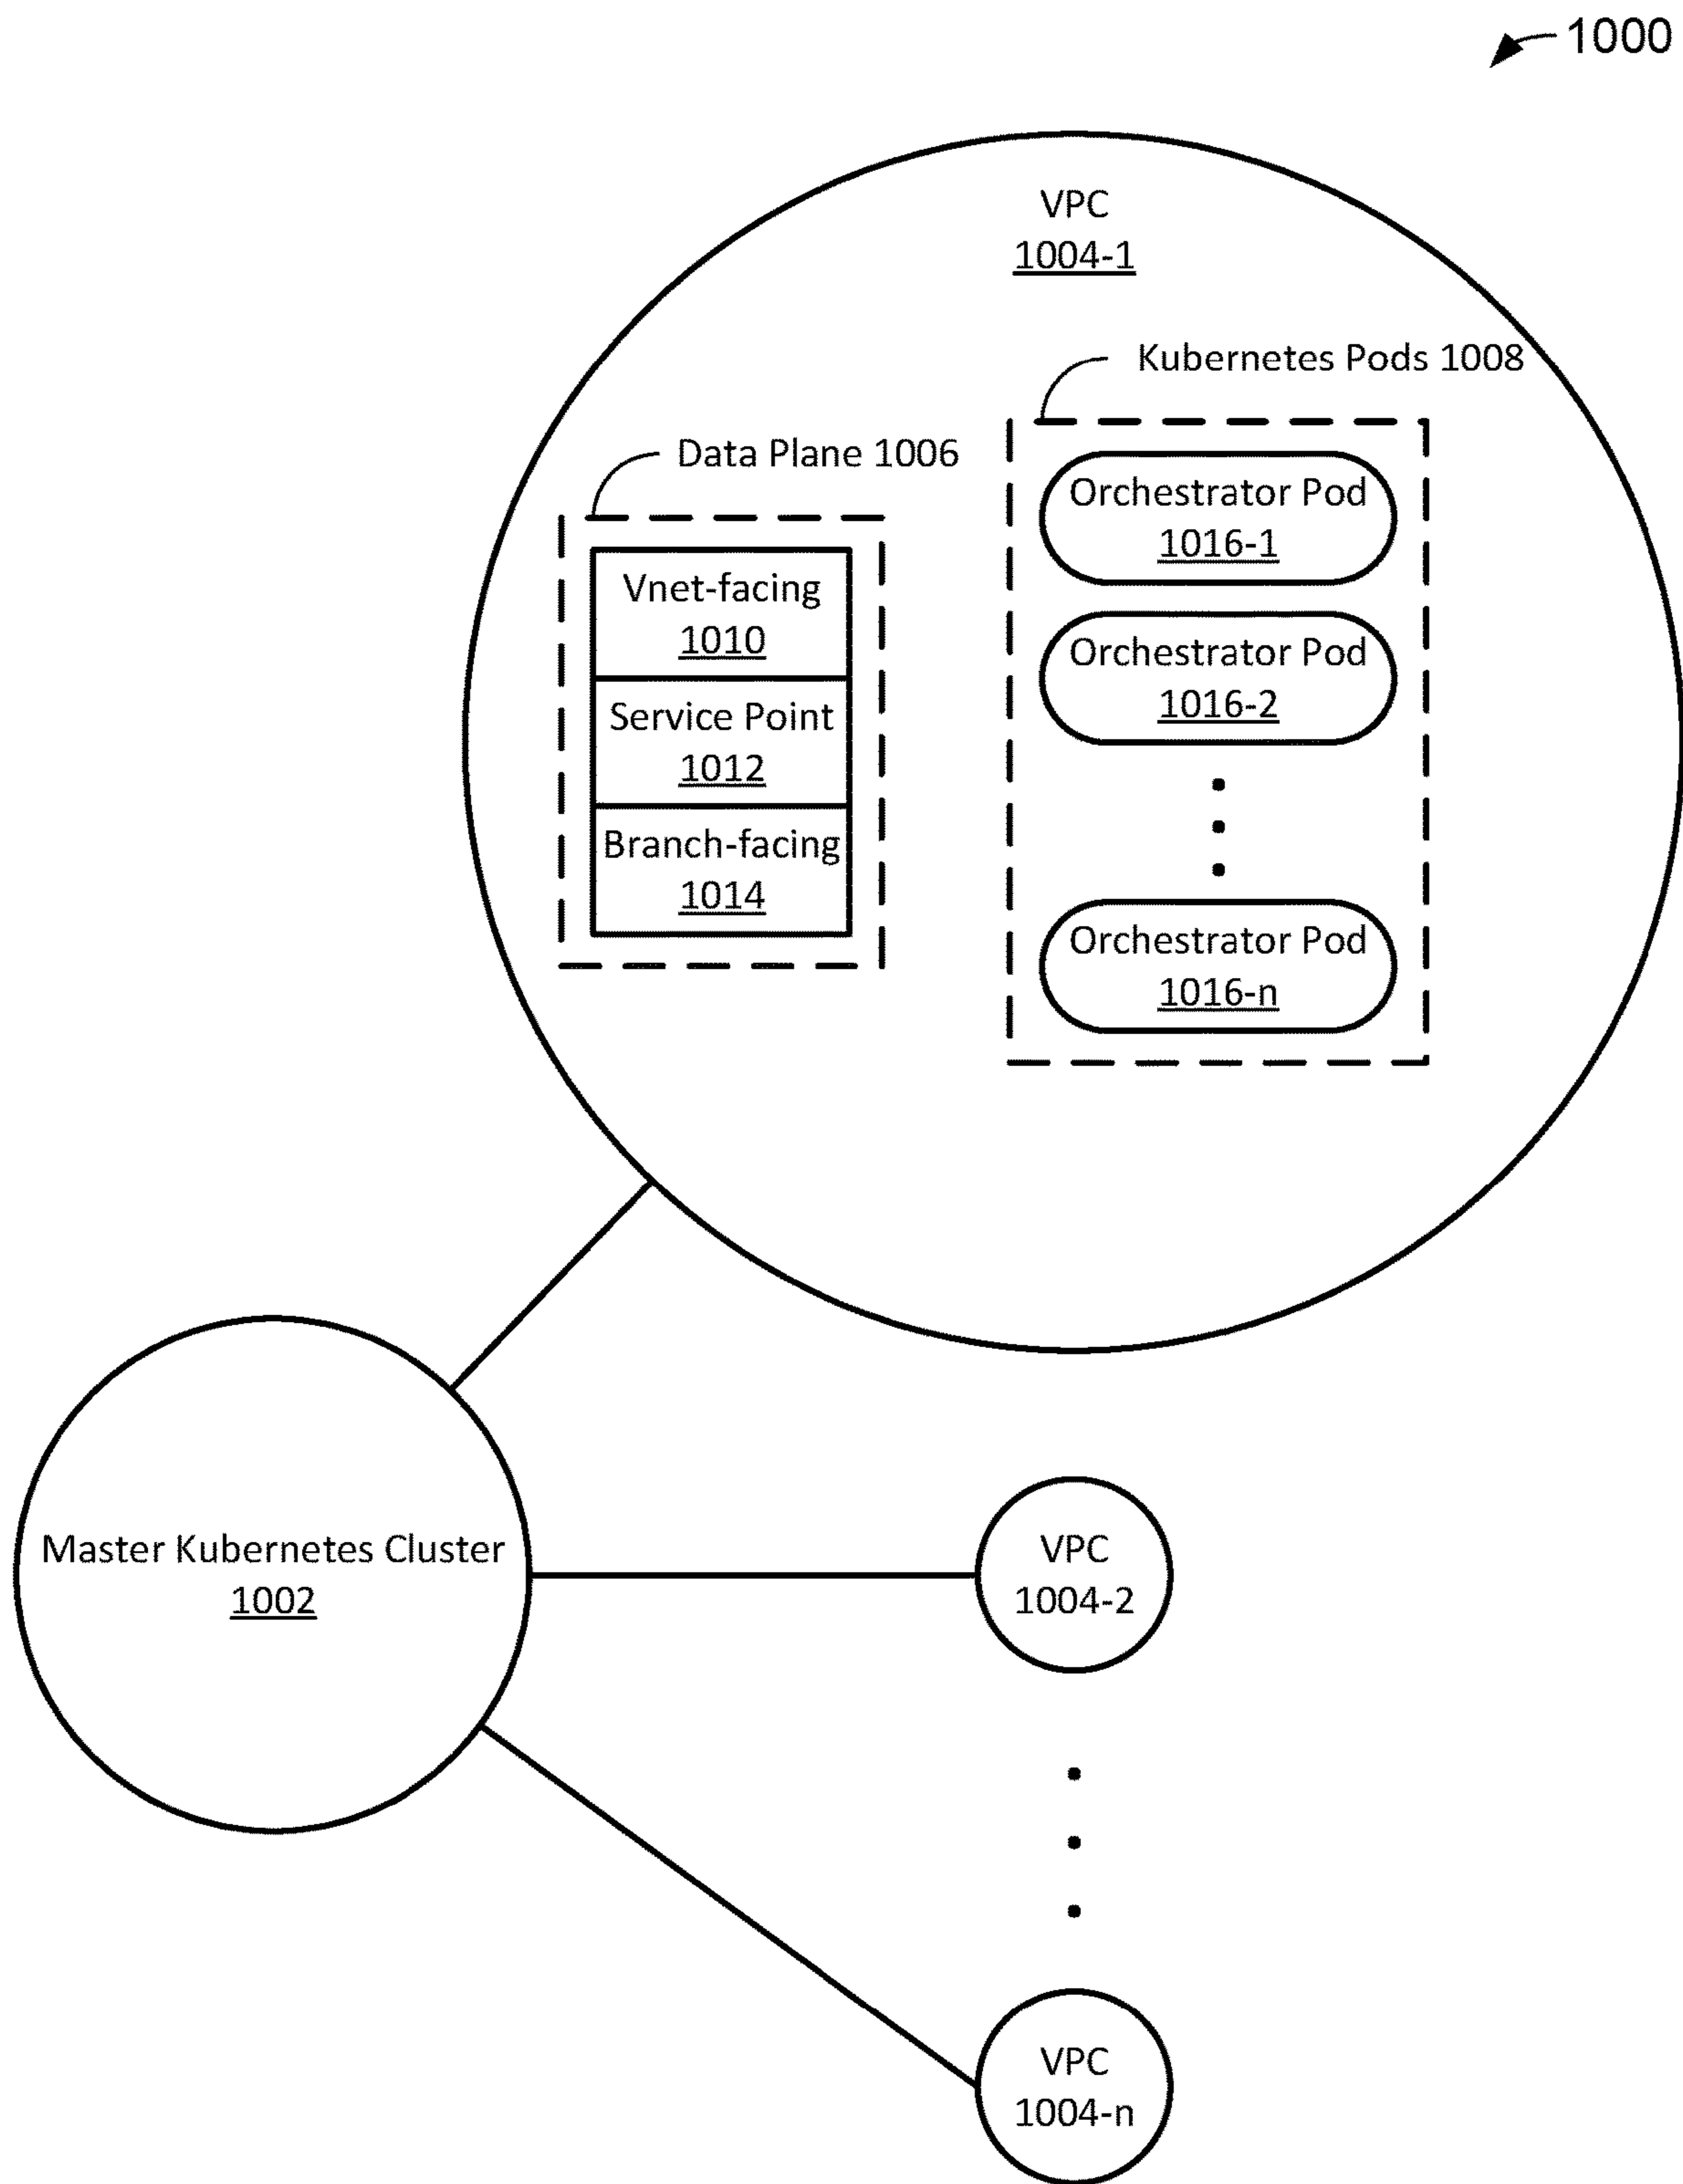 1000
VPC
1004-1
Kubernetes Pods 1008
Data Plane 1006
Vnet-facing
1010
Service Point
1012
Branch-facing
1014
Orchestrator Pod
1016-1
Orchestrator Pod
1016-2
Orchestrator Pod
1016-n
Master Kubernetes Cluster
1002
VPC
1004-2
VPC
1004-n